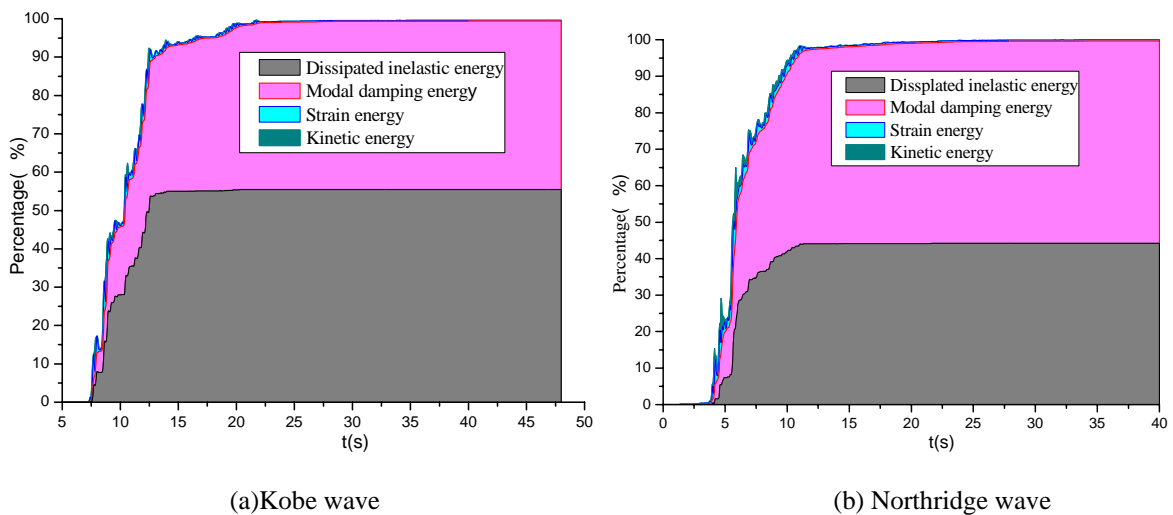 100
90
80
70
60
50
40
30
20
10
0
Percentage( %)
Dissipated inelastic energy
Modal damping energy
Strain energy
Kinetic energy
5 10 15 20 25 30 35 40 45 50
t(s)
(a)Kobe wave
100
90
80
70
60
50
40
30
20
10
0
Percentage( %)
Dissplated inelastic energy
Modal damping energy
Strain energy
Kinetic energy
0 5 10 15 20 25 30 35 40
t(s)
(b) Northridge wave